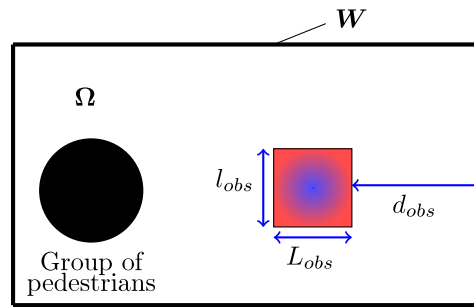 W
Ω
l_obs
d_obs
L_obs
Group of
pedestrians